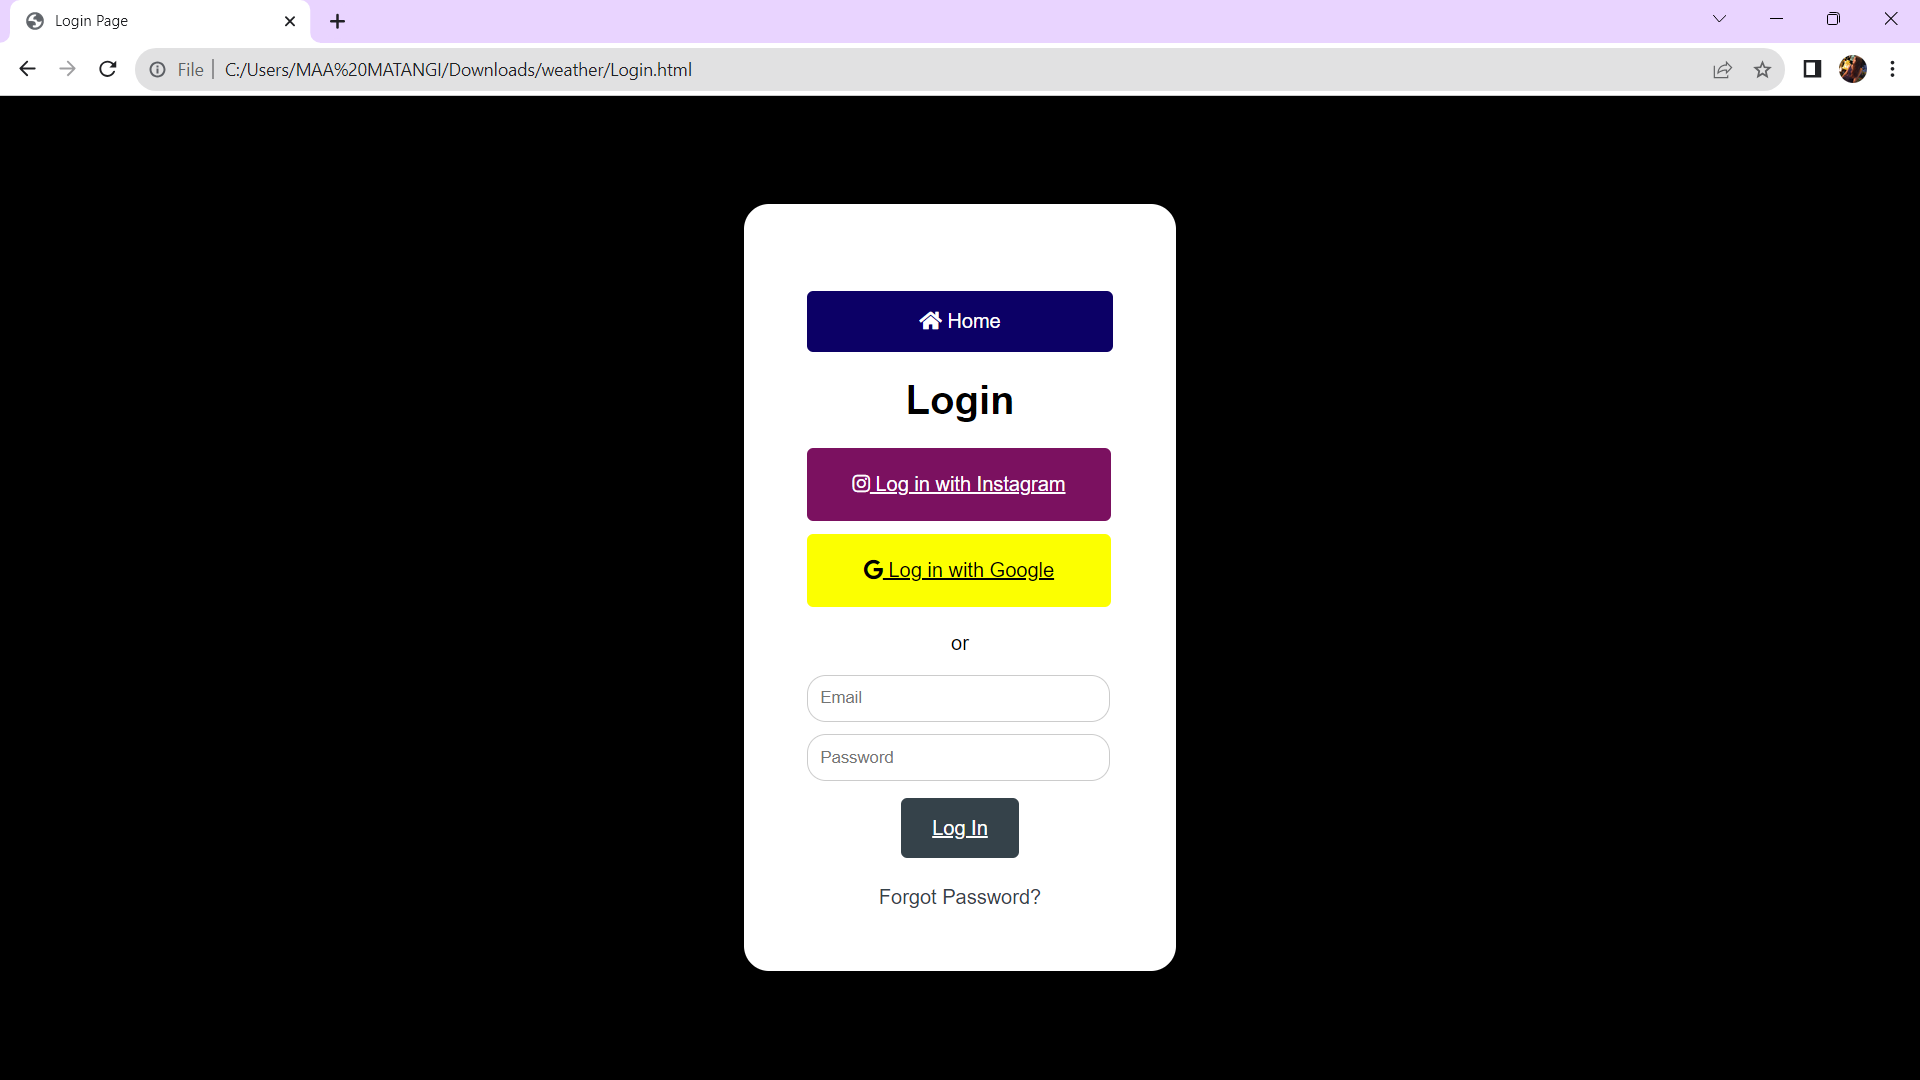 Login Page
File C:/Users/MAA%20MATANGI/Downloads/weather/Login.html
Home
Login
Log in with Instagram
Log in with Google
or
Email
Password
Log In
Forgot Password?